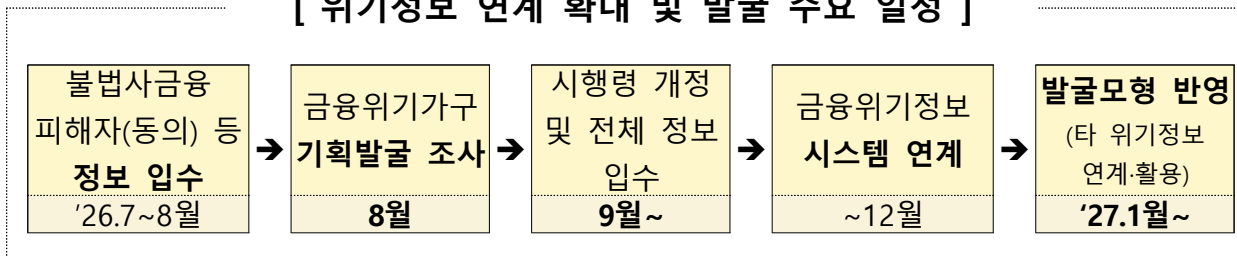 [ 위기정보 연계 확대 및 발굴 주요 일정 ]
불법사금융
피해자(동의) 등
정보 입수
'26.7~8월
➔
금융위기가구
기획발굴 조사
8월
➔
시행령 개정
및 전체 정보
입수
9월~
➔
금융위기정보
시스템 연계
~12월
➔
발굴모형 반영
(타 위기정보
연계·활용)
‘27.1월~